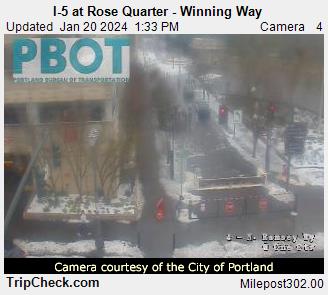 I-5 at Rose Quarter - Winning Way
Updated  Jan 20 2024  1:33 PM
Camera  4
PBOT
PORTLAND BUREAU OF TRANSPORTATION
Camera courtesy of the City of Portland
TripCheck.com
Milepost302.00